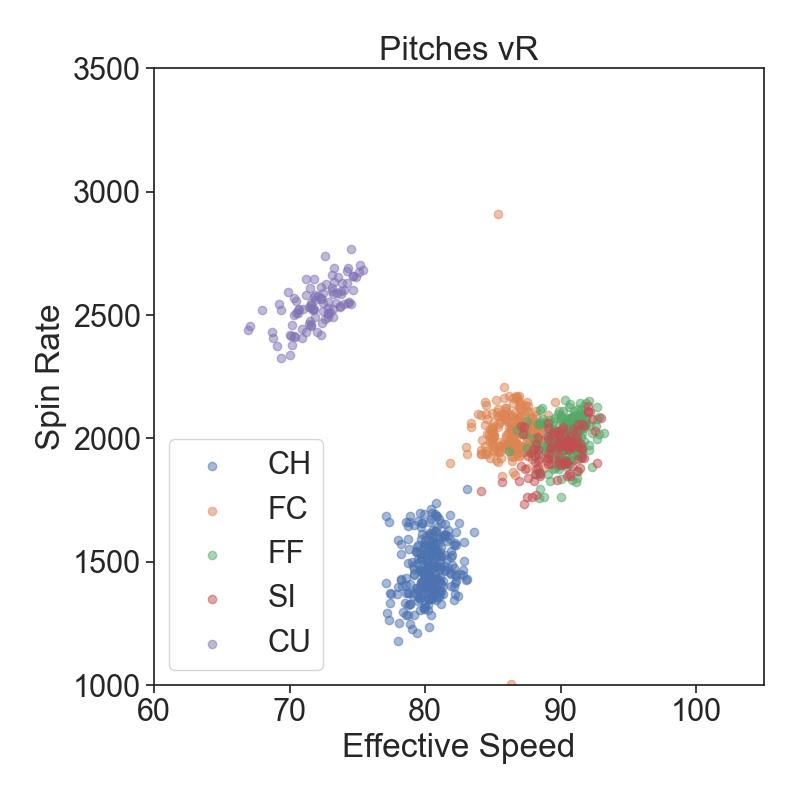 Pitches vR
3500
3000
2500
2000
1500
1000
Spin Rate
CH
FC
FF
SI
CU
60 70 80 90 100
Effective Speed